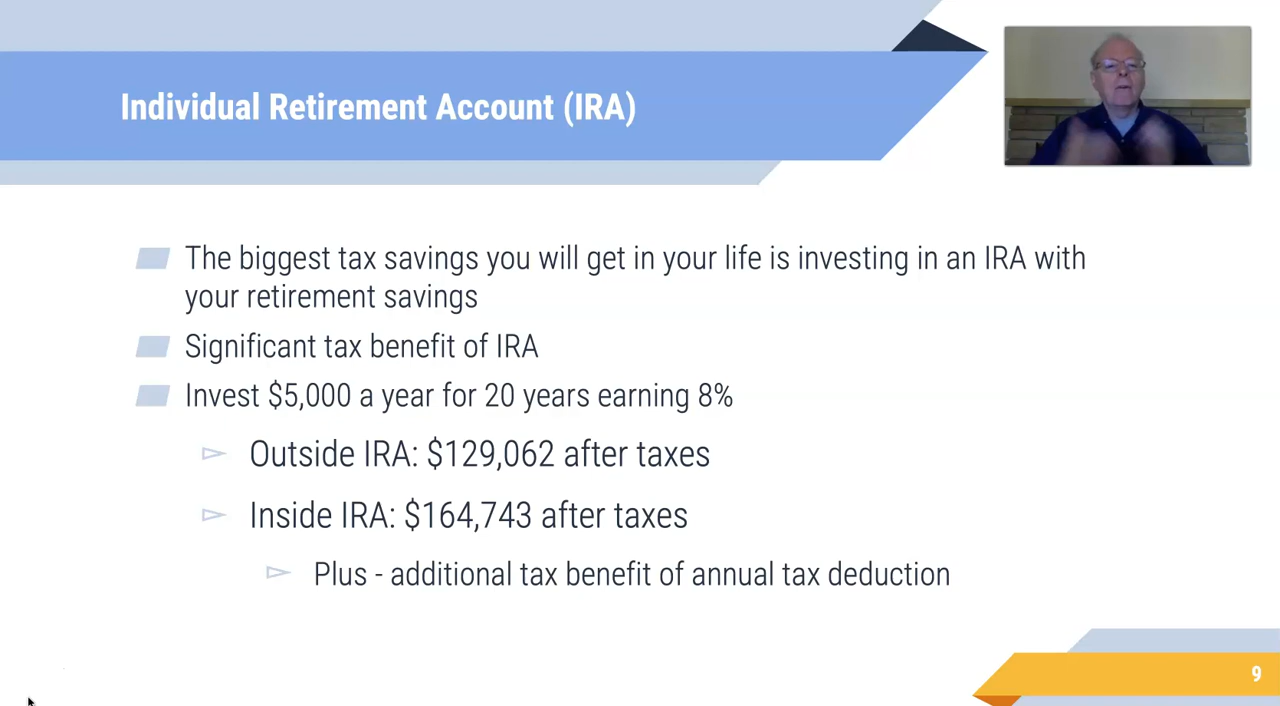 Individual Retirement Account (IRA)
The biggest tax savings you will get in your life is investing in an IRA with
your retirement savings
Significant tax benefit of IRA
Invest $5,000 a year for 20 years earning 8%
Outside IRA: $129,062 after taxes
Inside IRA: $164,743 after taxes
Plus - additional tax benefit of annual tax deduction
9